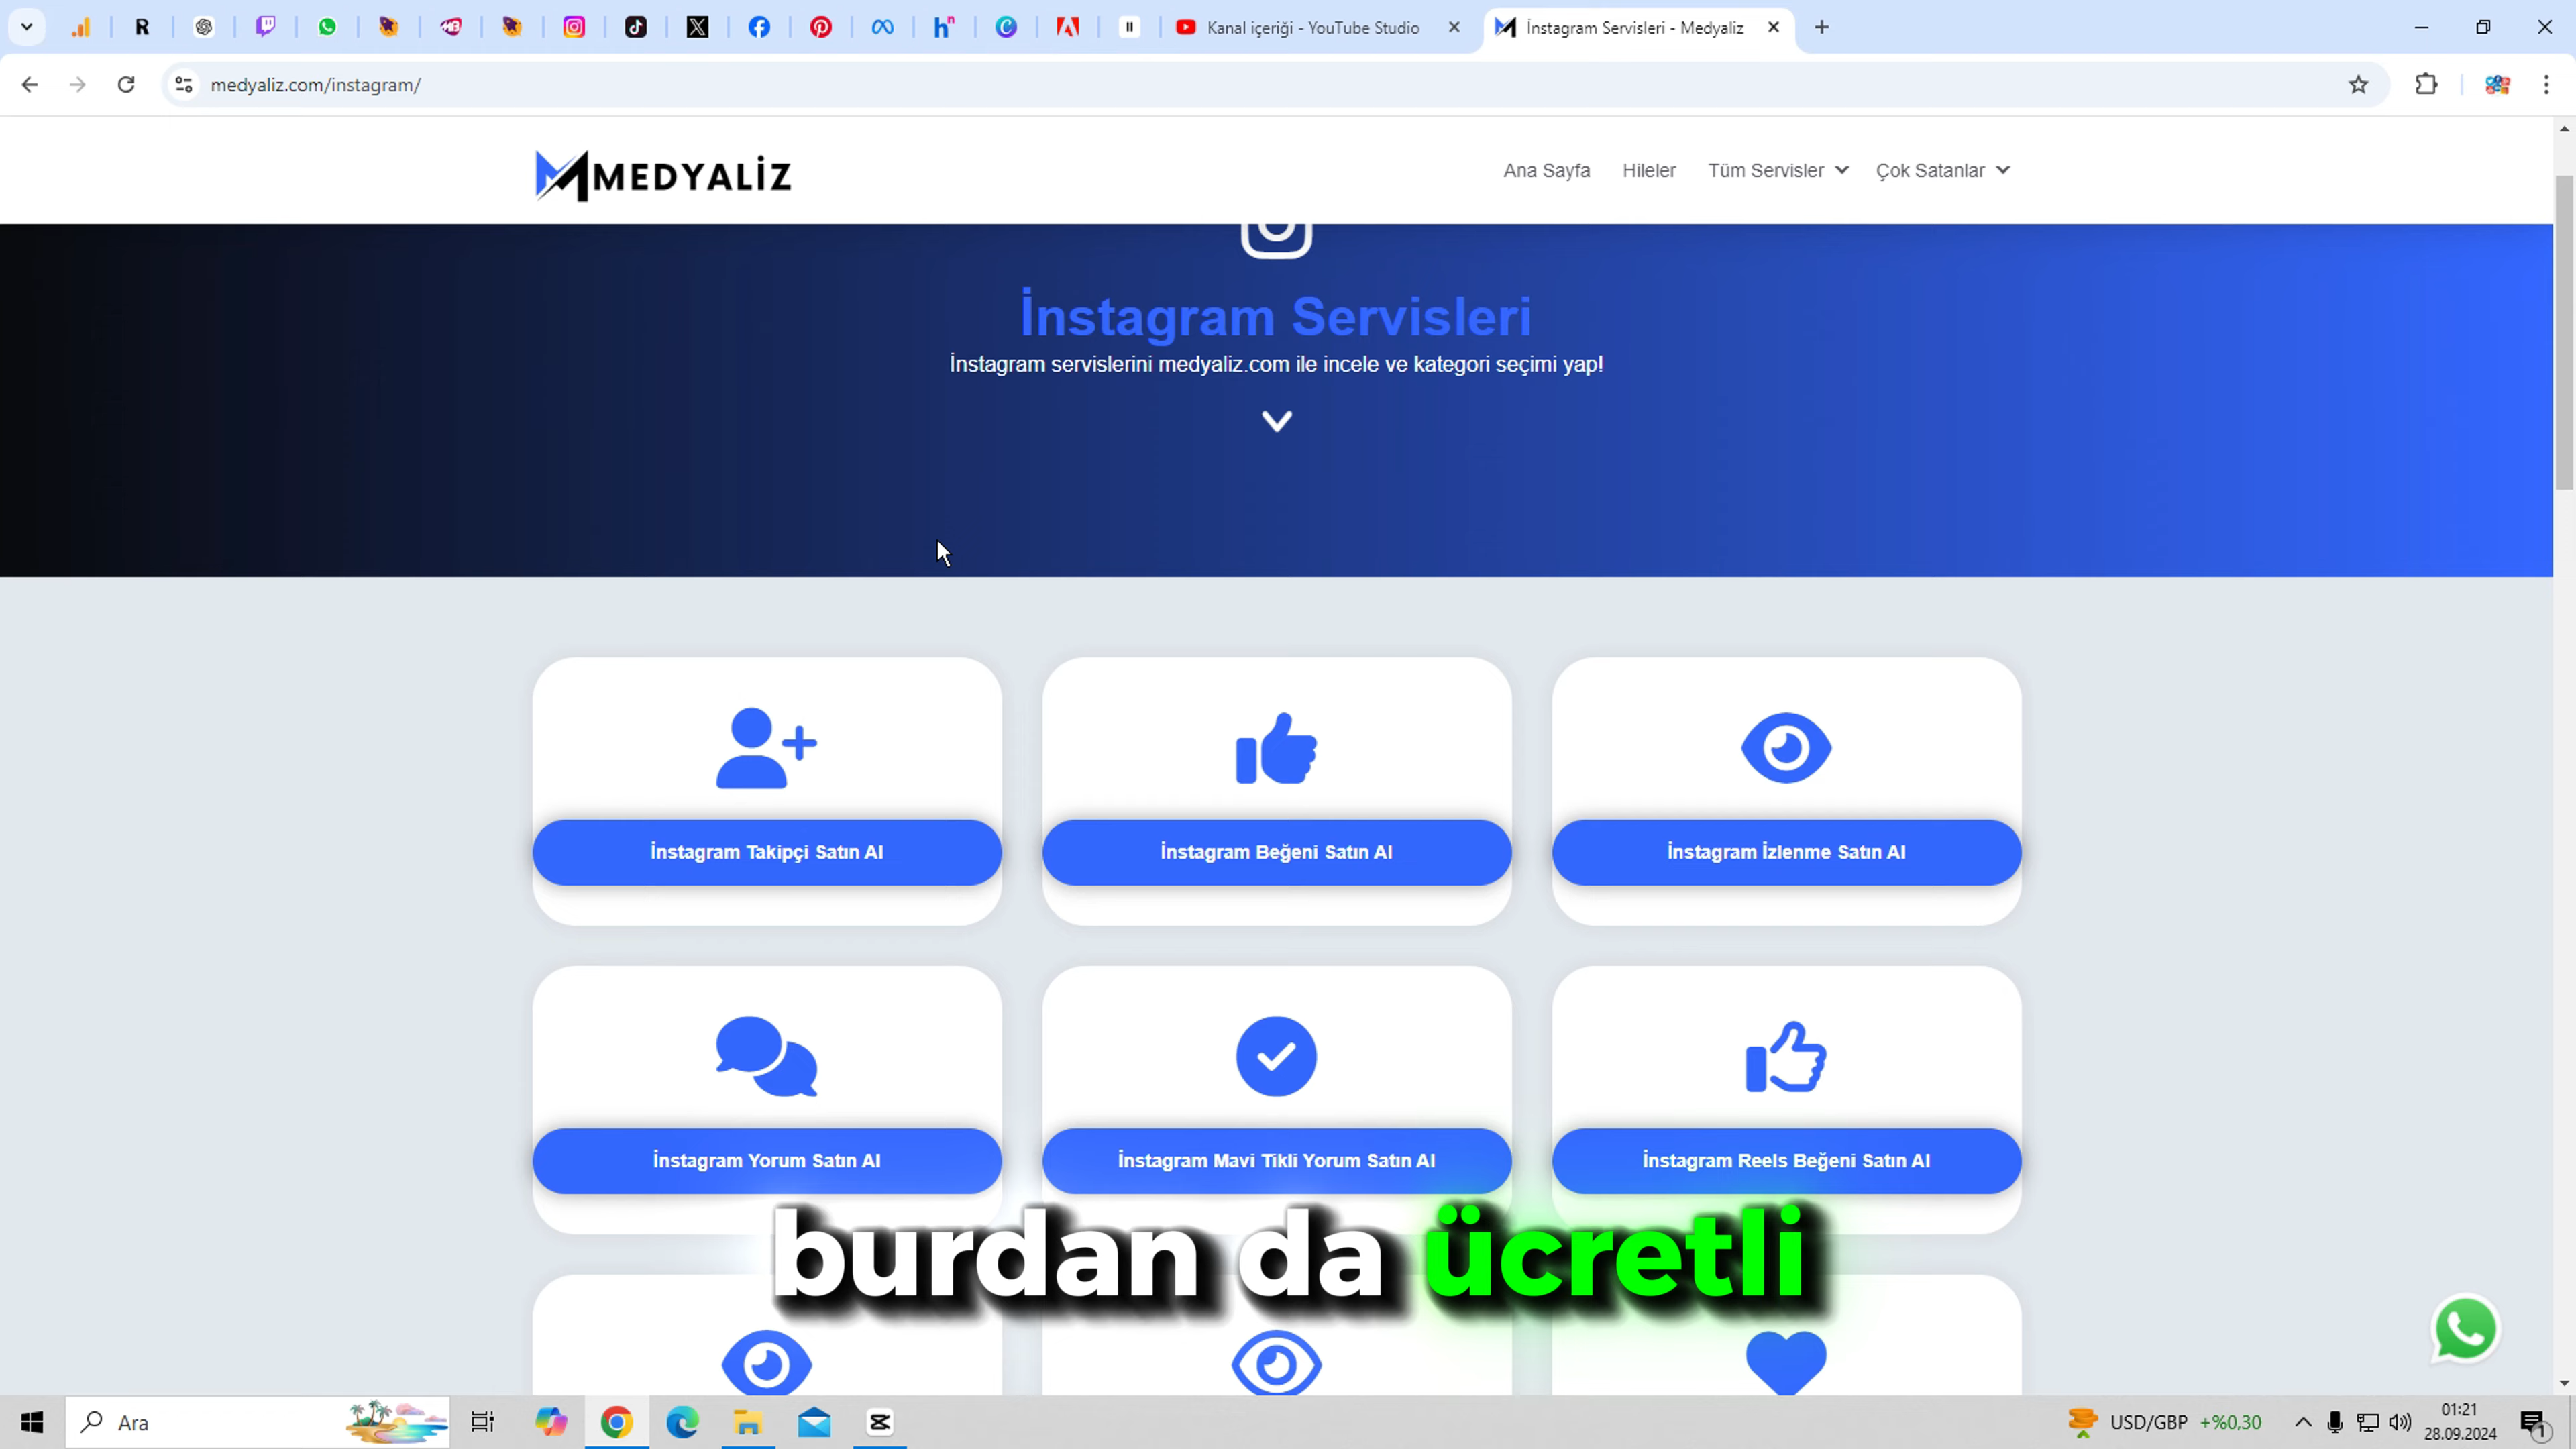 Kanal içeriği - YouTube Studio
İnstagram Servisleri - Medyaliz
medyaliz.com/instagram/
MEDYALİZ
Ana Sayfa
Hileler
Tüm Servisler
Çok Satanlar
İnstagram Servisleri
İnstagram servislerini medyaliz.com ile incele ve kategori seçimi yap!
İnstagram Takipçi Satın Al
İnstagram Beğeni Satın Al
İnstagram İzlenme Satın Al
İnstagram Yorum Satın Al
İnstagram Mavi Tikli Yorum Satın Al
İnstagram Reels Beğeni Satın Al
burdan da ücretli
Ara
USD/GBP +%0,30
01:21
28.09.2024
1